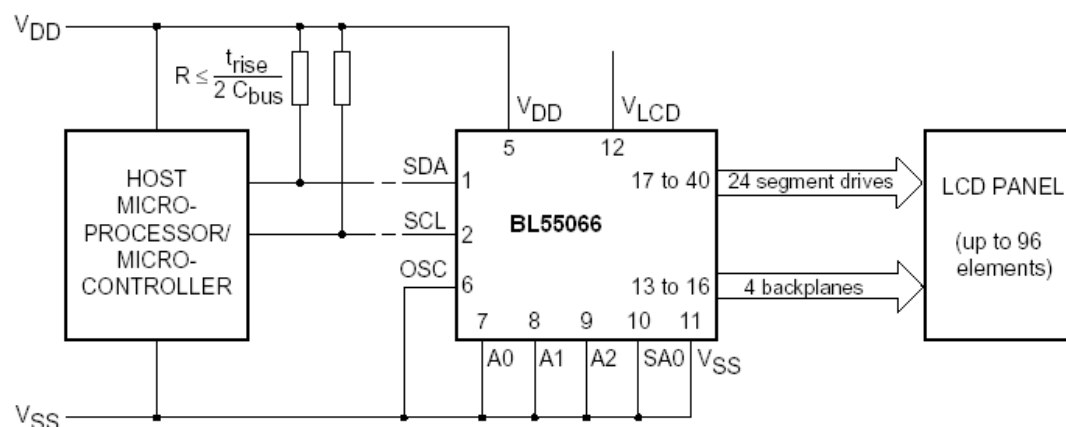 VDD
R ≤ trise
2 Cbus
VDD
VLCD
5
12
HOST
MICRO-
PROCESSOR/
MICRO-
CONTROLLER
SDA
1
SCL
2
OSC
6
BL55066
17 to 40
13 to 16
24 segment drives
4 backplanes
LCD PANEL
(up to 96
elements)
7 8 9 10 11
A0 A1 A2 SA0 VSS
VSS